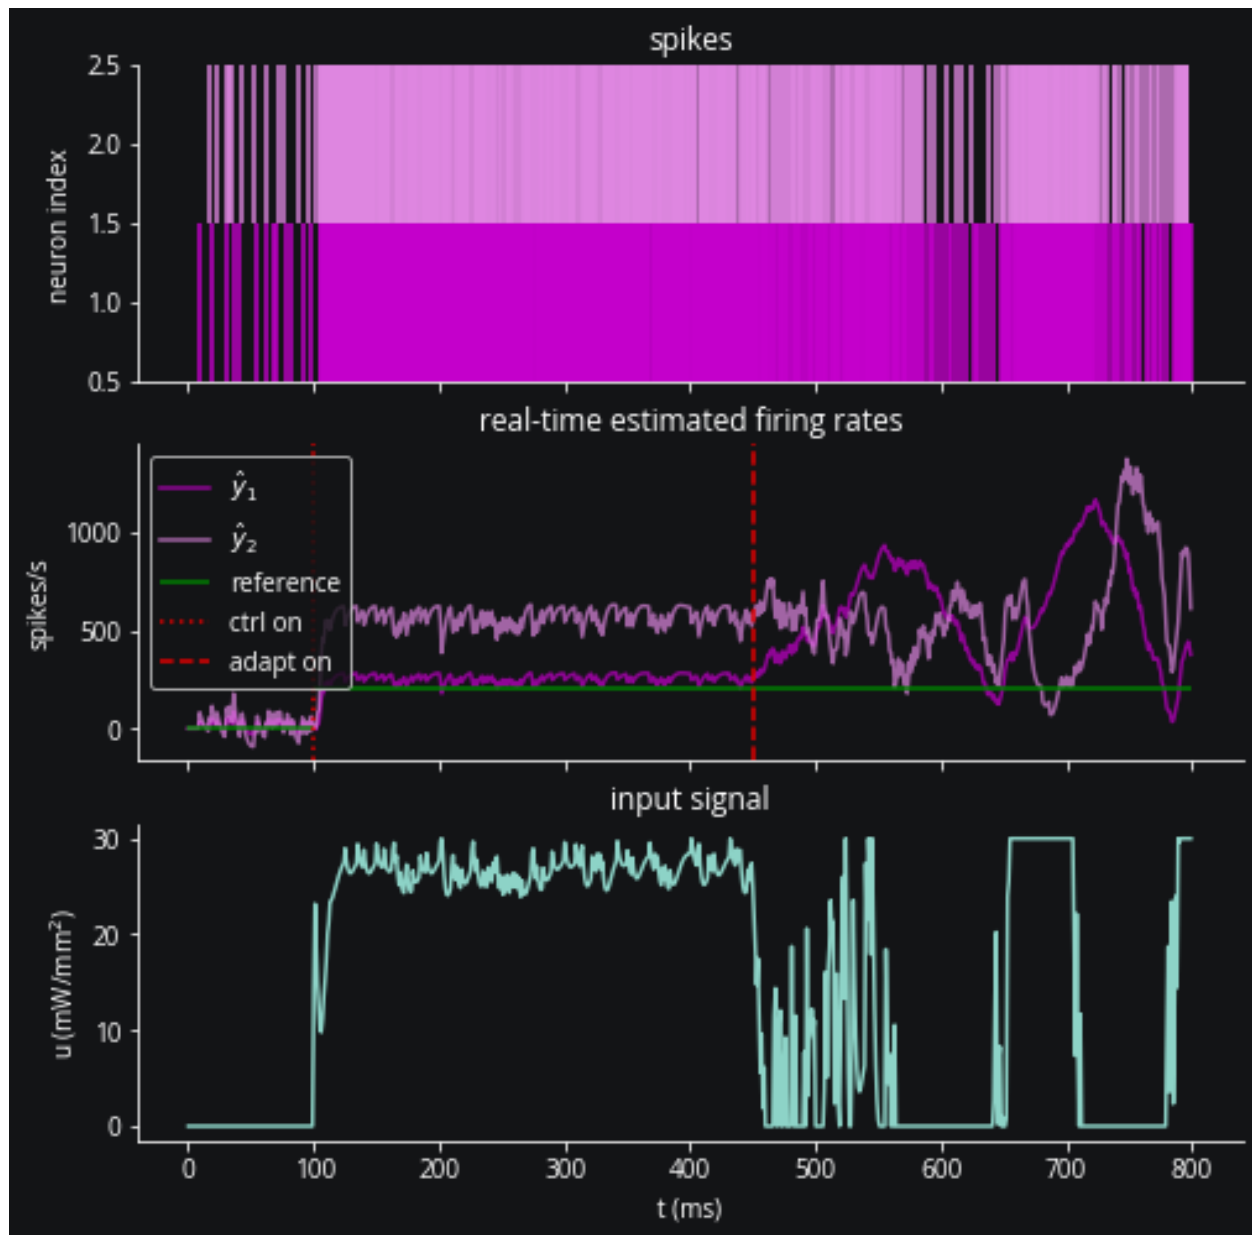 spikes
2.5
2.0
1.5
1.0
0.5
neuron index
real-time estimated firing rates
1000
500
0
spikes/s
ŷ₁
ŷ₂
reference
ctrl on
adapt on
input signal
30
20
10
0
u (mW/mm²)
0 100 200 300 400 500 600 700 800
t (ms)